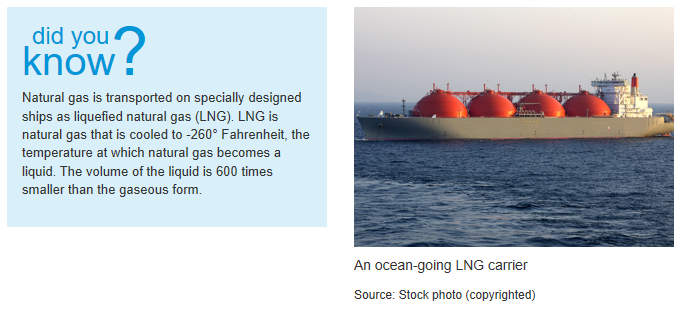 did you
know?
Natural gas is transported on specially designed
ships as liquefied natural gas (LNG). LNG is
natural gas that is cooled to -260° Fahrenheit, the
temperature at which natural gas becomes a
liquid. The volume of the liquid is 600 times
smaller than the gaseous form.
An ocean-going LNG carrier
Source: Stock photo (copyrighted)